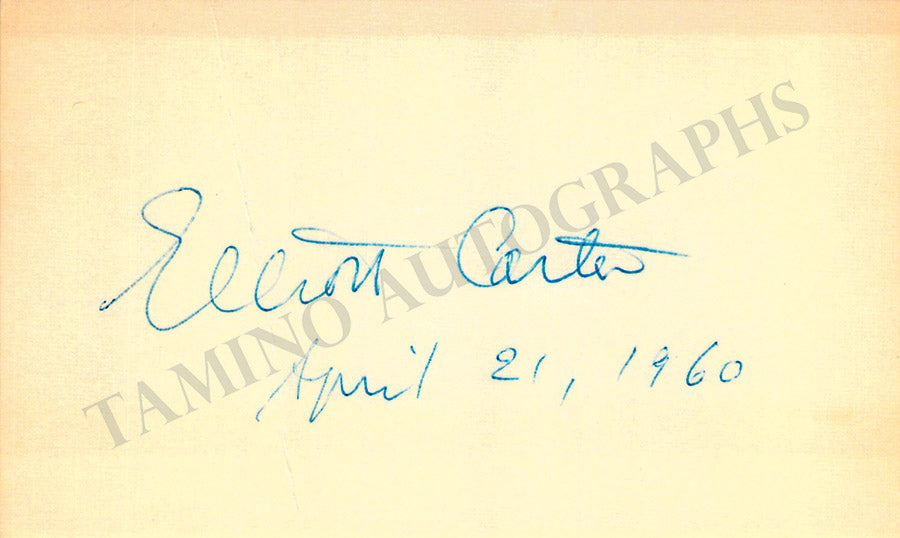 Elliott Carter
April 21, 1960
TAMINO AUTOGRAPHS